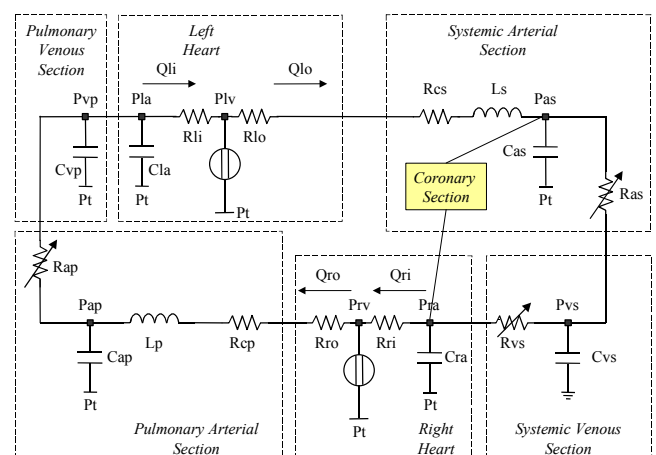 Pulmonary
Venous
Section
Left
Heart
Systemic Arterial
Section
Qli
Qlo
Pvp
Pla
Plv
Rcs
Ls
Pas
Rli
Rlo
Cvp
Cla
Cas
Pt
Pt
Pt
Pt
Coronary
Section
Ras
Rap
Qro
Qri
Pap
Prv
Pra
Pvs
Lp
Rcp
Rro
Rri
Rvs
Cap
Cra
Cvs
Pt
Pt
Pt
Pulmonary Arterial
Section
Right
Heart
Systemic Venous
Section